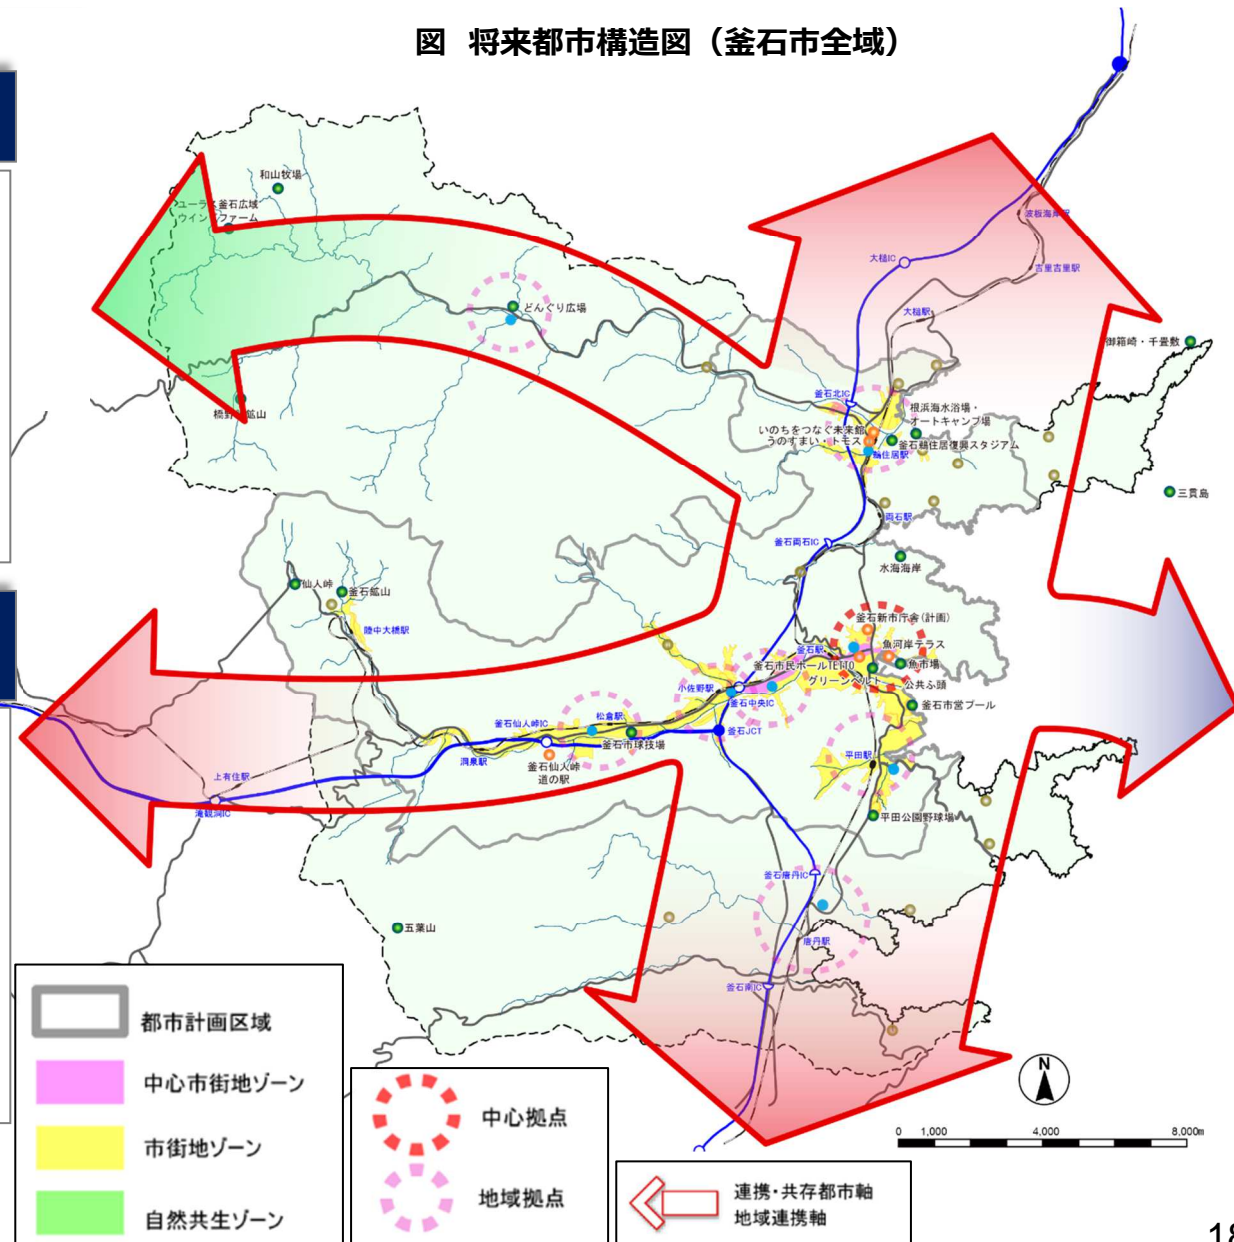 図 将来都市構造図（釜石市全域）
和山牧場
ユーラス釜石広域
ウインドファーム
どんぐり広場
橋野鉄鉱山
波板海岸駅
大槌IC
吉里吉里駅
大槌駅
御箱崎・千畳敷
釜石北IC
根浜海水浴場・
オートキャンプ場
いのちをつなぐ未来館
うのすまい・トモス
釜石鵜住居復興スタジアム
鵜住居駅
三貫島
両石駅
釜石両石IC
水海海岸
仙人峠
釜石鉱山
陸中大橋駅
釜石新市庁舎(計画)
魚河岸テラス
釜石駅
釜石市民ホールTETTO
魚市場
グリーンベルト
公共ふ頭
小佐野駅
釜石中央IC
釜石市営プール
釜石仙人峠IC
松倉駅
釜石市球技場
釜石JCT
洞泉駅
釜石仙人峠
道の駅
平田駅
上有住駅
滝観洞IC
平田公園野球場
釜石唐丹IC
五葉山
唐丹駅
釜石南IC
都市計画区域
中心市街地ゾーン
市街地ゾーン
自然共生ゾーン
中心拠点
地域拠点
連携・共存都市軸
地域連携軸
N
0 1,000 4,000 8,000m
18